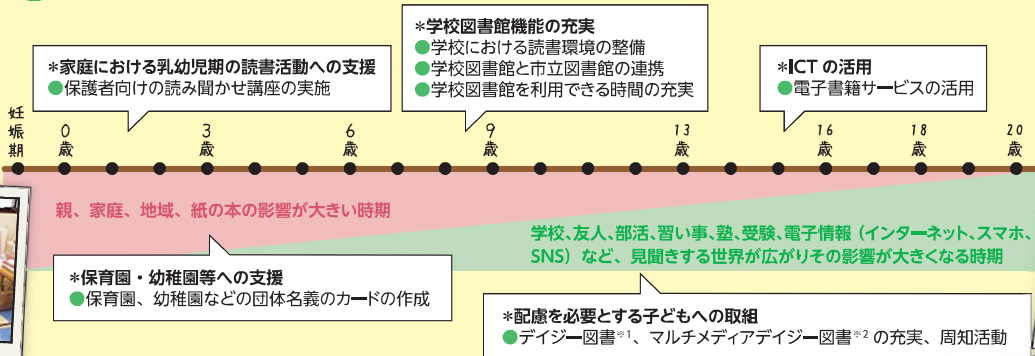 *家庭における乳幼児期の読書活動への支援
●保護者向けの読み聞かせ講座の実施
*学校図書館機能の充実
●学校における読書環境の整備
●学校図書館と市立図書館の連携
●学校図書館を利用できる時間の充実
*ICT の活用
●電子書籍サービスの活用
妊娠期
0歳
3歳
6歳
9歳
13歳
16歳
18歳
20歳
親、家庭、地域、紙の本の影響が大きい時期
学校、友人、部活、習い事、塾、受験、電子情報(インターネット、スマホ、
SNS)など、見聞きする世界が広がりその影響が大きくなる時期
*保育園・幼稚園等への支援
●保育園、幼稚園などの団体名義のカードの作成
*配慮を必要とする子どもへの取組
●デイジー図書※1、マルチメディアデイジー図書※2 の充実、周知活動